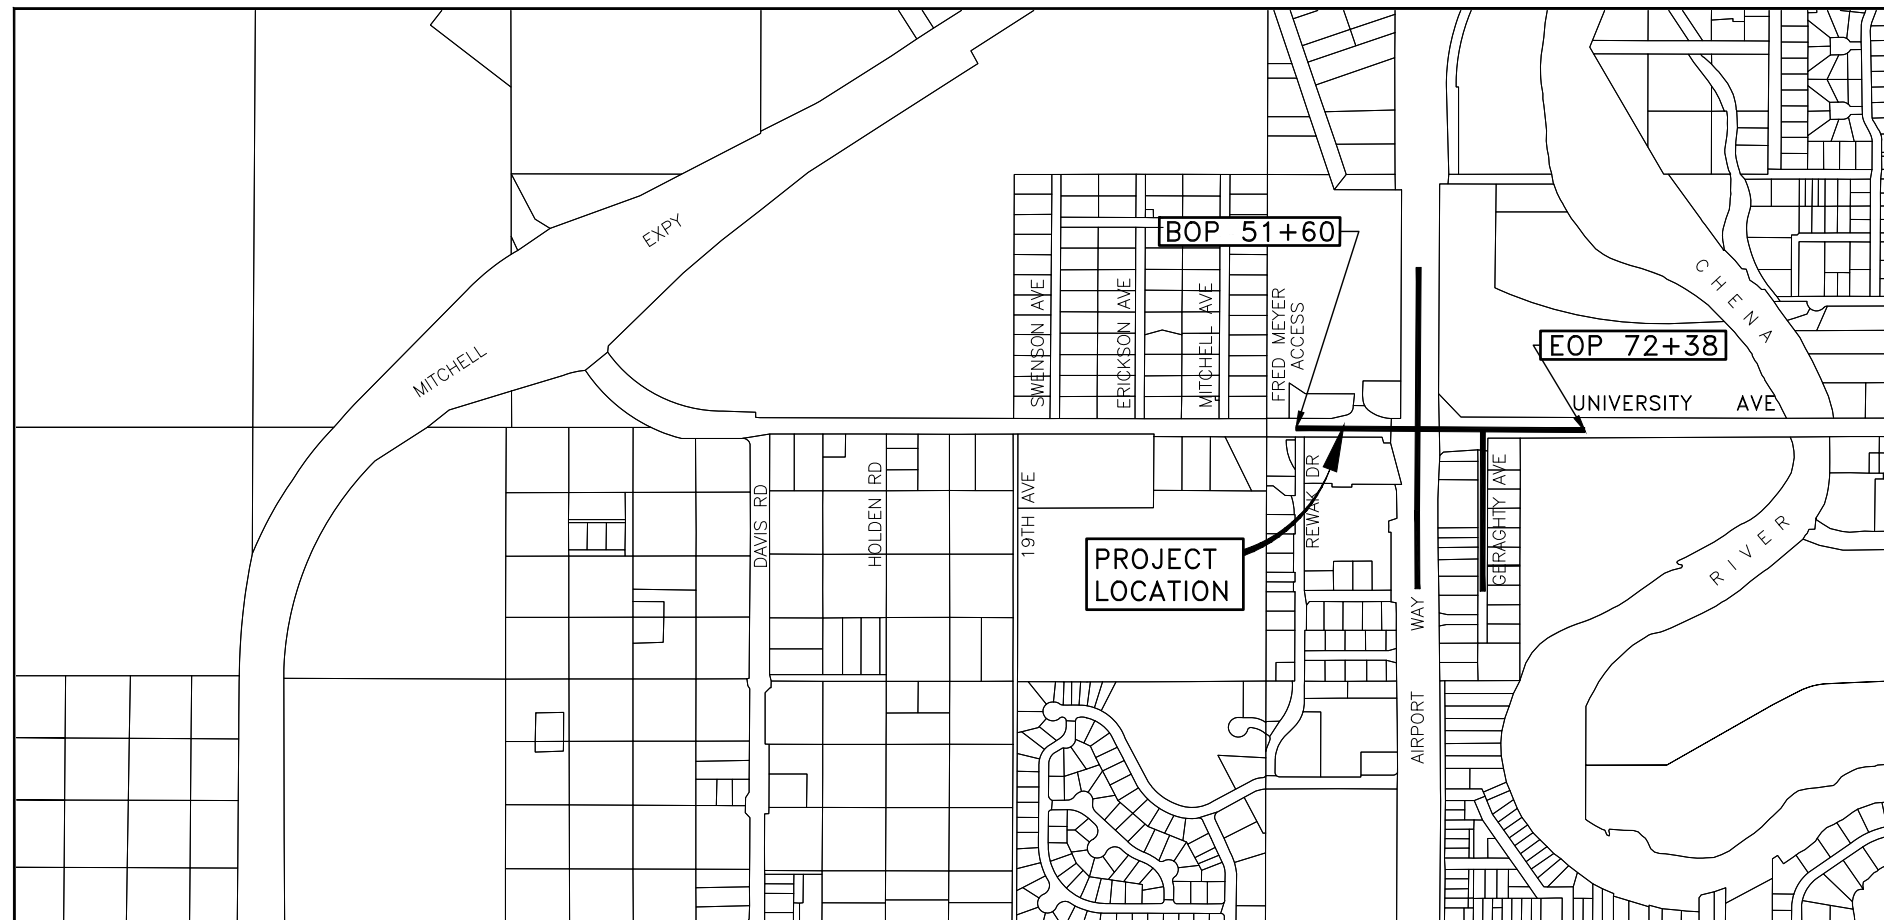 EXPY
MITCHELL
BOP 51+60
SWENSON AVE
ERICKSON AVE
MITCHELL AVE
FRED MEYER
ACCESS
CHENA
EOP 72+38
UNIVERSITY AVE
DAVIS RD
HOLDEN RD
19TH AVE
REWAK DR
GERAGHTY AVE
RIVER
PROJECT
LOCATION
AIRPORT WAY